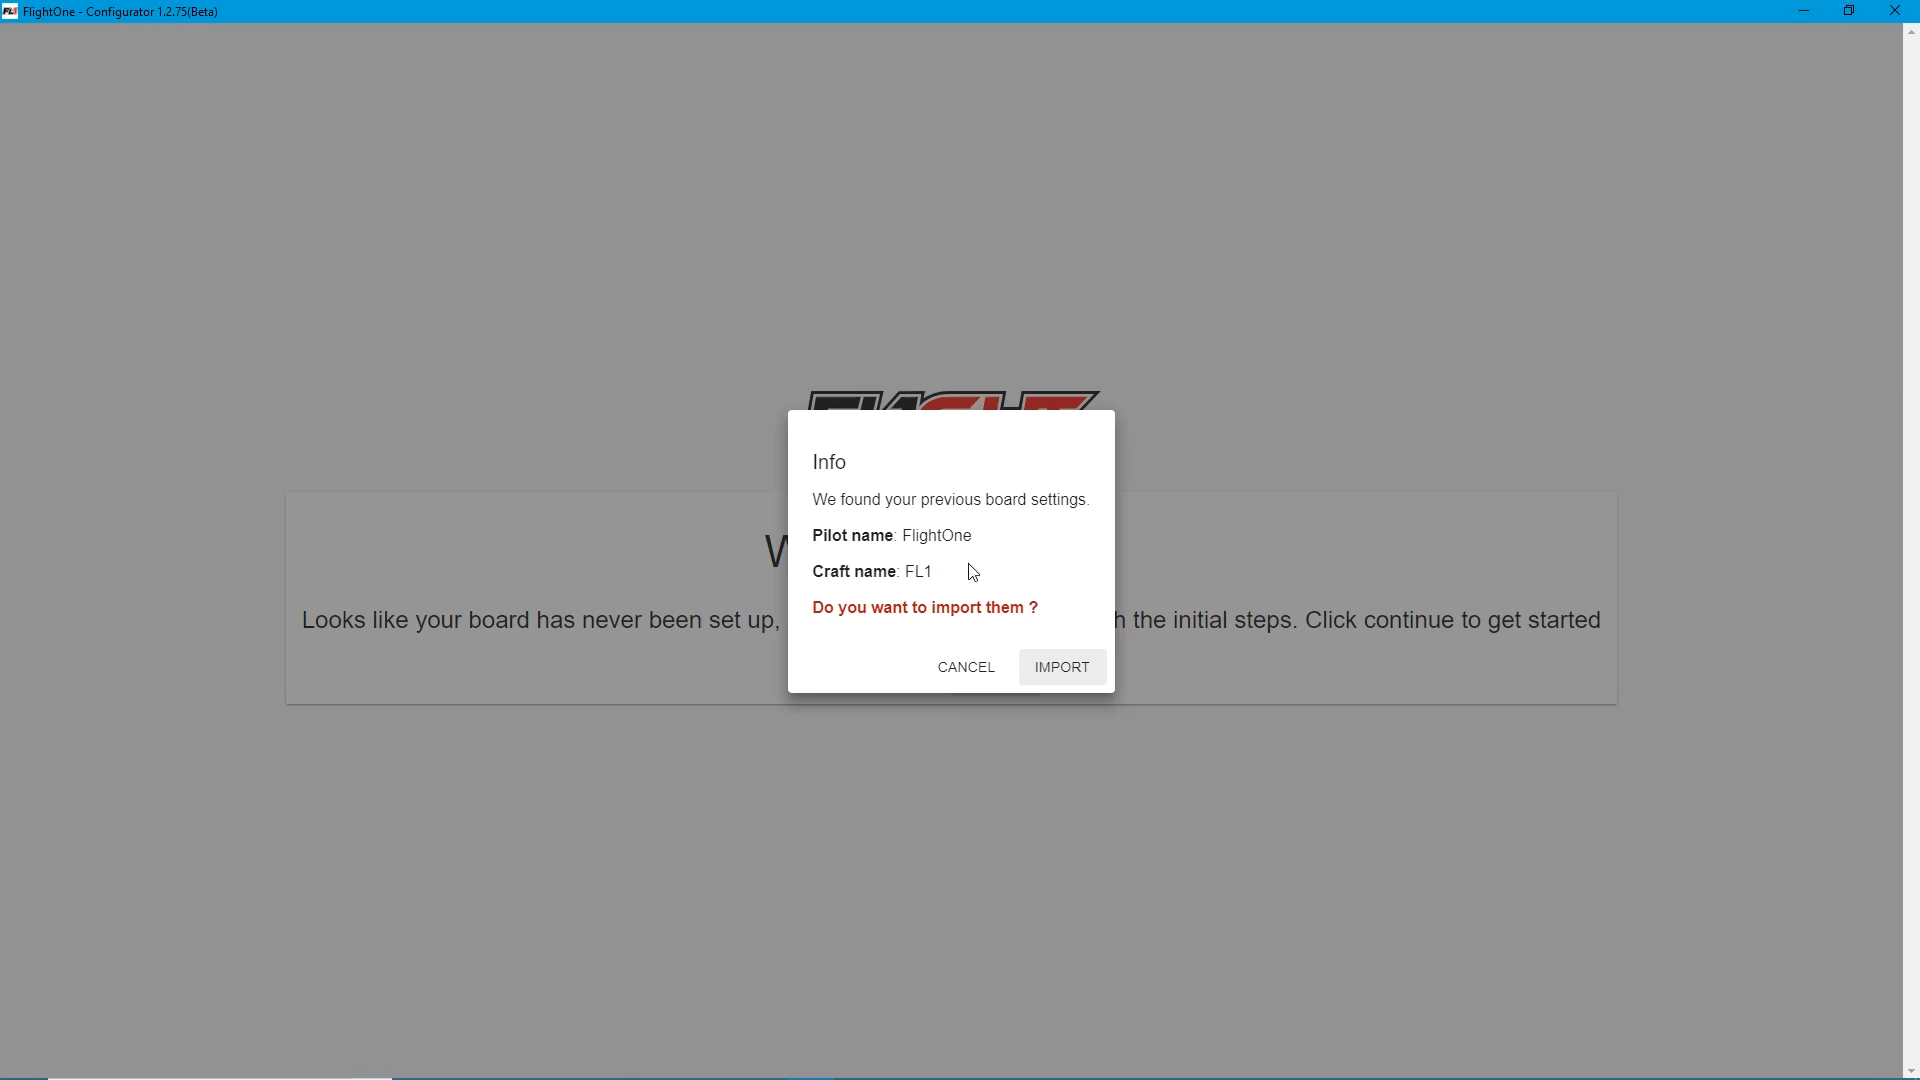 FlightOne - Configurator 1.2.75(Beta)
Info
We found your previous board settings.
Pilot name: FlightOne
Craft name: FL1
Do you want to import them ?
Looks like your board has never been set up,
the initial steps. Click continue to get started
CANCEL IMPORT